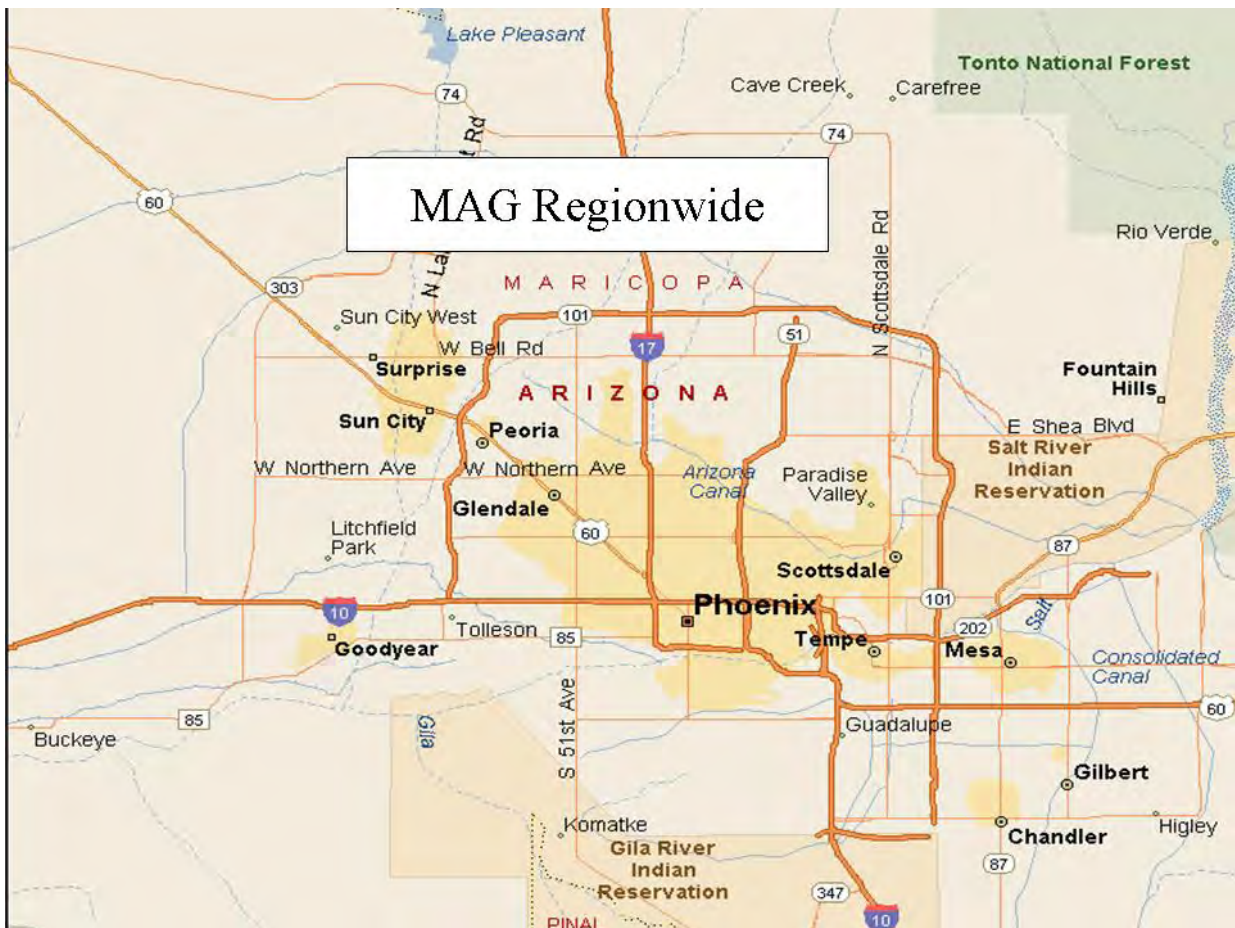 Lake Pleasant
Tonto National Forest
Cave Creek
Carefree
74
74
60
MAG Regionwide
N Scottsdale Rd
Rio Verde
303
N La
t Rd
MARICOPA
Sun City West
101
51
17
W Bell Rd
Surprise
Fountain
Hills
ARIZONA
Sun City
Peoria
E Shea Blvd
W Northern Ave
W Northern Ave
Arizona
Canal
Paradise
Valley
Salt River
Indian
Reservation
Glendale
Litchfield
Park
60
87
Scottsdale
101
10
Phoenix
Salt
202
Tolleson
85
Goodyear
Tempe
Mesa
Consolidated
Canal
S 51st Ave
85
Gila
60
Buckeye
Guadalupe
Gilbert
Komatke
Chandler
Higley
Gila River
Indian
Reservation
87
347
10
PINAL